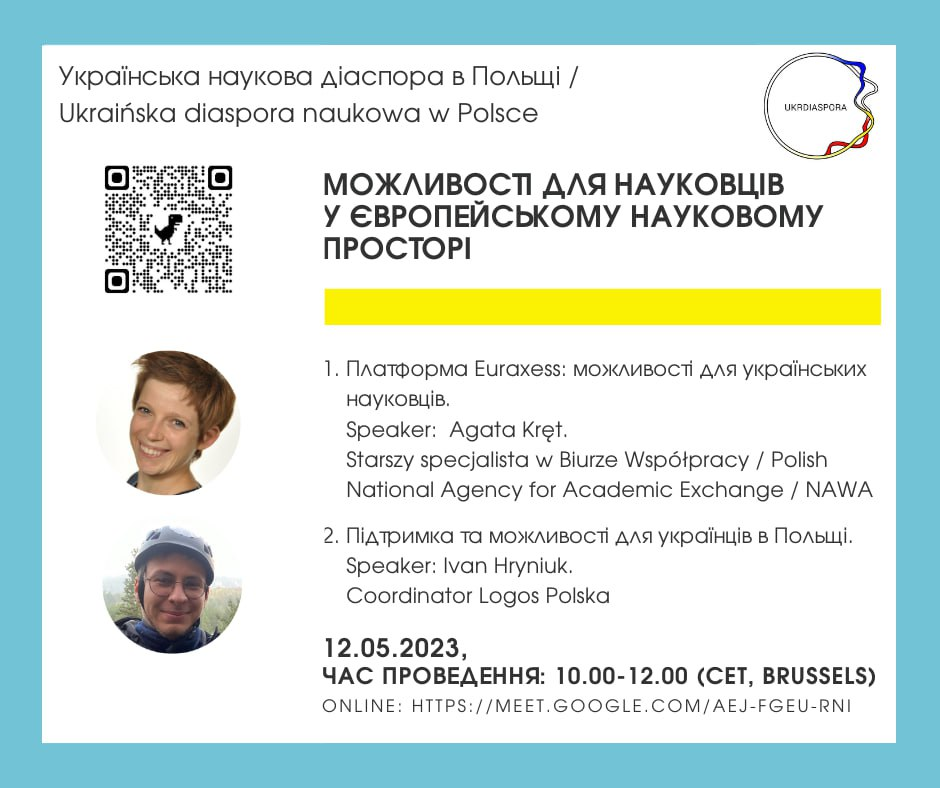 Українська наукова діаспора в Польщі /
Ukraińska diaspora naukowa w Polsce
UKRDIASPORA
МОЖЛИВОСТІ ДЛЯ НАУКОВЦІВ
У ЄВРОПЕЙСЬКОМУ НАУКОВОМУ
ПРОСТОРІ
1. Платформа Euraxess: можливості для українських
науковців.
Speaker: Agata Kręt.
Starszy specjalista w Biurze Współpracy / Polish
National Agency for Academic Exchange / NAWA
2. Підтримка та можливості для українців в Польщі.
Speaker: Ivan Hryniuk.
Coordinator Logos Polska
12.05.2023,
ЧАС ПРОВЕДЕННЯ: 10.00-12.00 (CET, BRUSSELS)
ONLINE: HTTPS://MEET.GOOGLE.COM/AEJ-FGEU-RNI